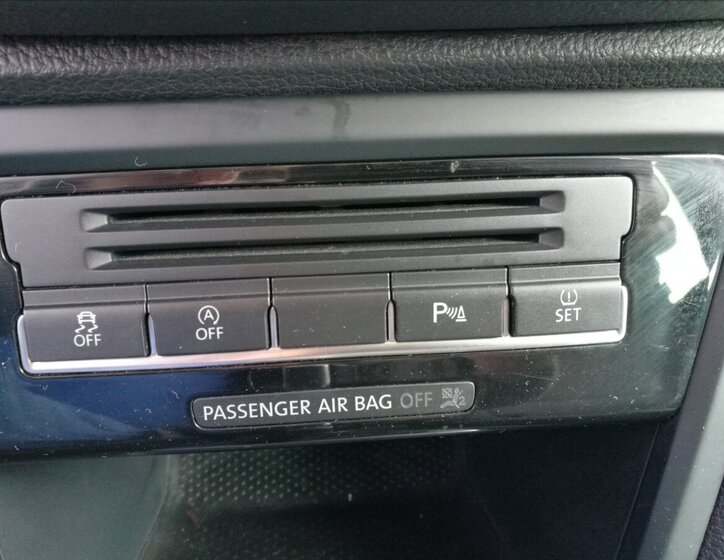 OFF
A
OFF
P
SET
PASSENGER AIR BAG OFF